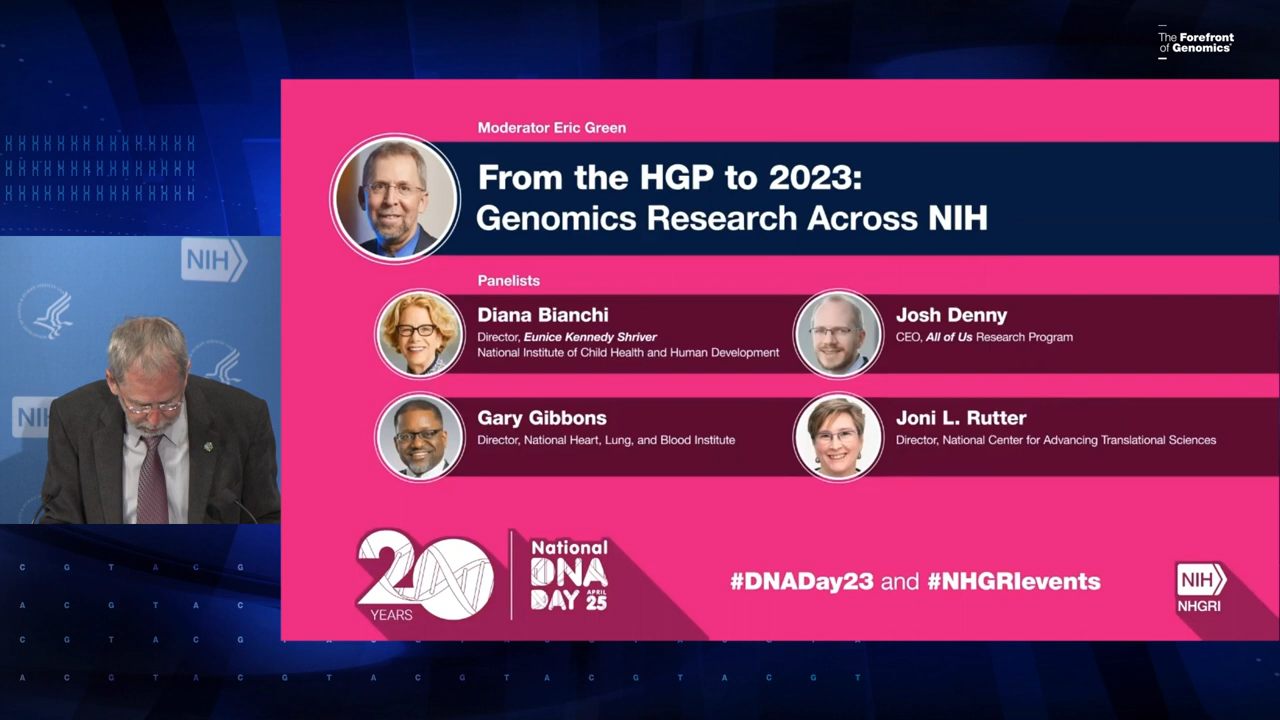 The Forefront
of Genomics®
Moderator Eric Green
From the HGP to 2023:
Genomics Research Across NIH
Panelists
Diana Bianchi
Director, Eunice Kennedy Shriver
National Institute of Child Health and Human Development
Josh Denny
CEO, All of Us Research Program
Gary Gibbons
Director, National Heart, Lung, and Blood Institute
Joni L. Rutter
Director, National Center for Advancing Translational Sciences
20
YEARS
National
DNA
DAY APRIL 25
#DNADay23 and #NHGRIevents
NIH
NHGRI
NIH
NIH
C G T A C G
A C G T A C
C G T A C G
A C G T A C G T A C G T A C G T A C G T